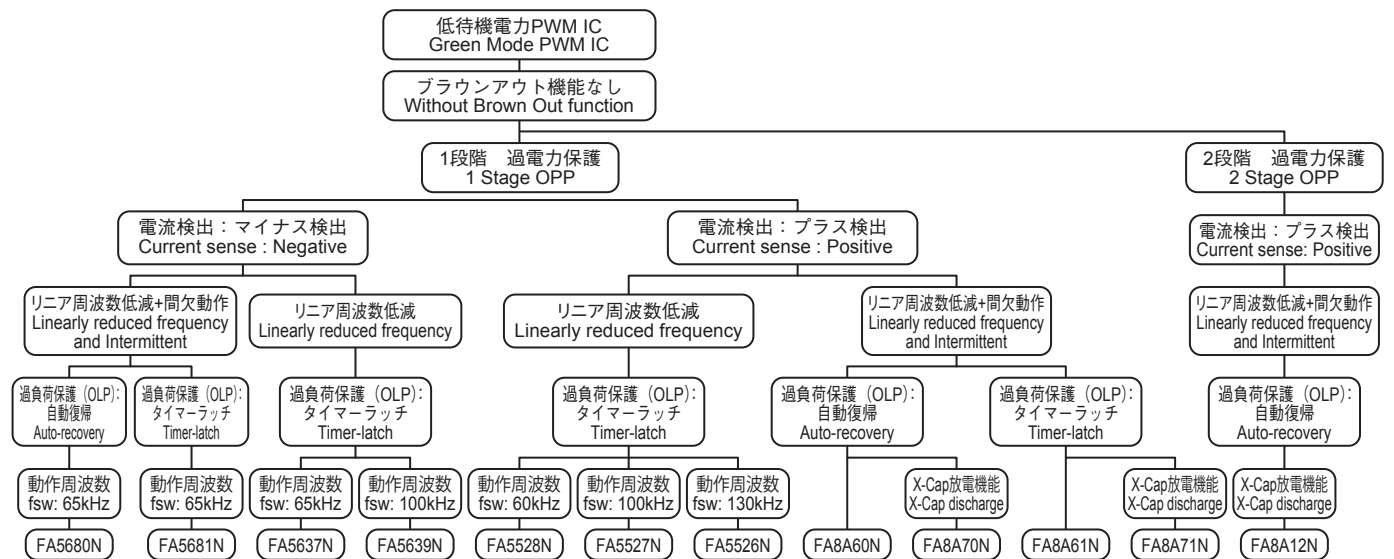 低待機電力PWM IC
Green Mode PWM IC
ブラウンアウト機能なし
Without Brown Out function
1段階　過電力保護
1 Stage OPP
2段階　過電力保護
2 Stage OPP
電流検出：マイナス検出
Current sense : Negative
電流検出：プラス検出
Current sense : Positive
電流検出：プラス検出
Current sense: Positive
リニア周波数低減+間欠動作
Linearly reduced frequency
and Intermittent
リニア周波数低減
Linearly reduced frequency
リニア周波数低減
Linearly reduced frequency
リニア周波数低減+間欠動作
Linearly reduced frequency
and Intermittent
リニア周波数低減+間欠動作
Linearly reduced frequency
and Intermittent
過負荷保護（OLP）:
自動復帰
Auto-recovery
過負荷保護（OLP）:
タイマーラッチ
Timer-latch
過負荷保護（OLP）:
タイマーラッチ
Timer-latch
過負荷保護（OLP）:
タイマーラッチ
Timer-latch
過負荷保護（OLP）:
自動復帰
Auto-recovery
過負荷保護（OLP）:
タイマーラッチ
Timer-latch
過負荷保護（OLP）:
自動復帰
Auto-recovery
動作周波数
fsw: 65kHz
動作周波数
fsw: 65kHz
動作周波数
fsw: 65kHz
動作周波数
fsw: 100kHz
動作周波数
fsw: 60kHz
動作周波数
fsw: 100kHz
動作周波数
fsw: 130kHz
X-Cap放電機能
X-Cap discharge
X-Cap放電機能
X-Cap discharge
X-Cap放電機能
X-Cap discharge
FA5680N
FA5681N
FA5637N
FA5639N
FA5528N
FA5527N
FA5526N
FA8A60N
FA8A70N
FA8A61N
FA8A71N
FA8A12N